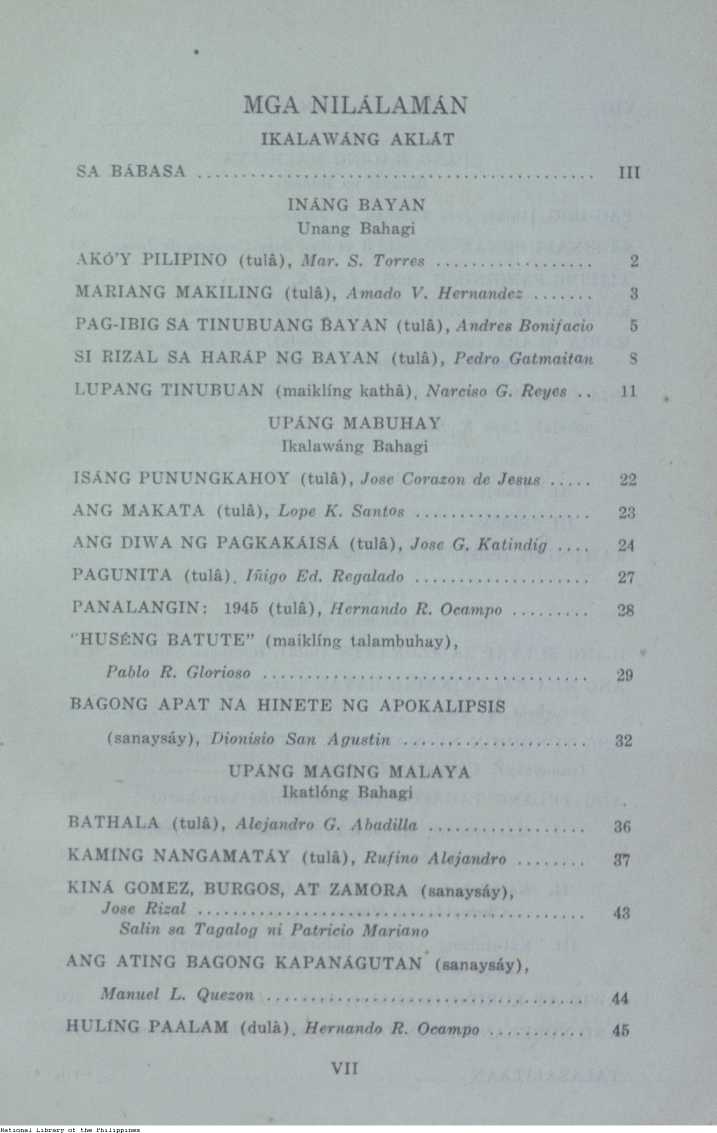 MGA NILÁLAMÁN
IKALAWÁNG AKLÁT
SA BÁBASA ............................................. III
INÁNG BAYAN
Unang Bahagi
AKÓ'Y PILIPINO (tulâ), Mar. S. Torres .................. 2
MARIANG MAKILING (tulâ), Amado V. Hernandez ....... 3
PAG-IBIG SA TINUBUANG BAYAN (tulâ), Andres Bonifacio 5
SI RIZAL SA HARÁP NG BAYAN (tulâ), Pedro Gatmaitan 8
LUPANG TINUBUAN (maiklíng kathâ), Narciso G. Reyes .. 11
UPÁNG MABUHAY
Ikalawáng Bahagi
ISÁNG PUNUNGKAHOY (tulâ), Jose Corazon de Jesus ..... 22
ANG MAKATA (tulâ), Lope K. Santos .................... 23
ANG DIWA NG PAGKAKÁISÁ (tulâ), Jose G. Katindig .... 24
PAGUNITA (tulâ), Iñigo Ed. Regalado .................... 27
PANALANGIN: 1945 (tulâ), Hernando R. Ocampo ......... 28
"HUSÉNG BATUTE" (maiklíng talambuhay),
Pablo R. Glorioso ..................................... 29
BAGONG APAT NA HINETE NG APOKALIPSIS
(sanaysáy), Dionisio San Agustin ..................... 32
UPÁNG MAGÍNG MALAYA
Ikatlóng Bahagi
BATHALA (tulâ), Alejandro G. Abadilla .................. 36
KAMÍNG NANGAMATÁY (tulâ), Rufino Alejandro ........ 37
KINÁ GOMEZ, BURGOS, AT ZAMORA (sanaysáy),
Jose Rizal ............................................ 43
Salin sa Tagalog ni Patricio Mariano
ANG ATING BAGONG KAPANÁGUTAN (sanaysáy),
Manuel L. Quezon .................................... 44
HULÍNG PAALAM (dulà), Hernando R. Ocampo ........... 45
VII
National Library of the Philippines